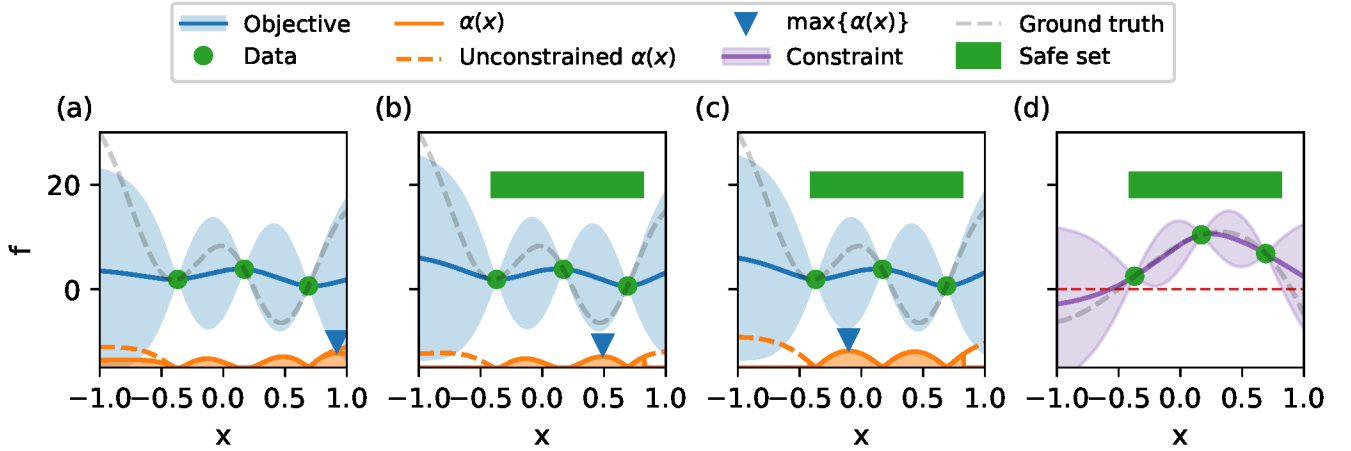 Objective α(x) max{α(x)} Ground truth
Data Unconstrained α(x) Constraint Safe set
(a) (b) (c) (d)
20
0
f
−1.0 −0.5 0.0 0.5 1.0 −1.0 −0.5 0.0 0.5 1.0 −1.0 −0.5 0.0 0.5 1.0 −1.0 −0.5 0.0 0.5 1.0
x x x x